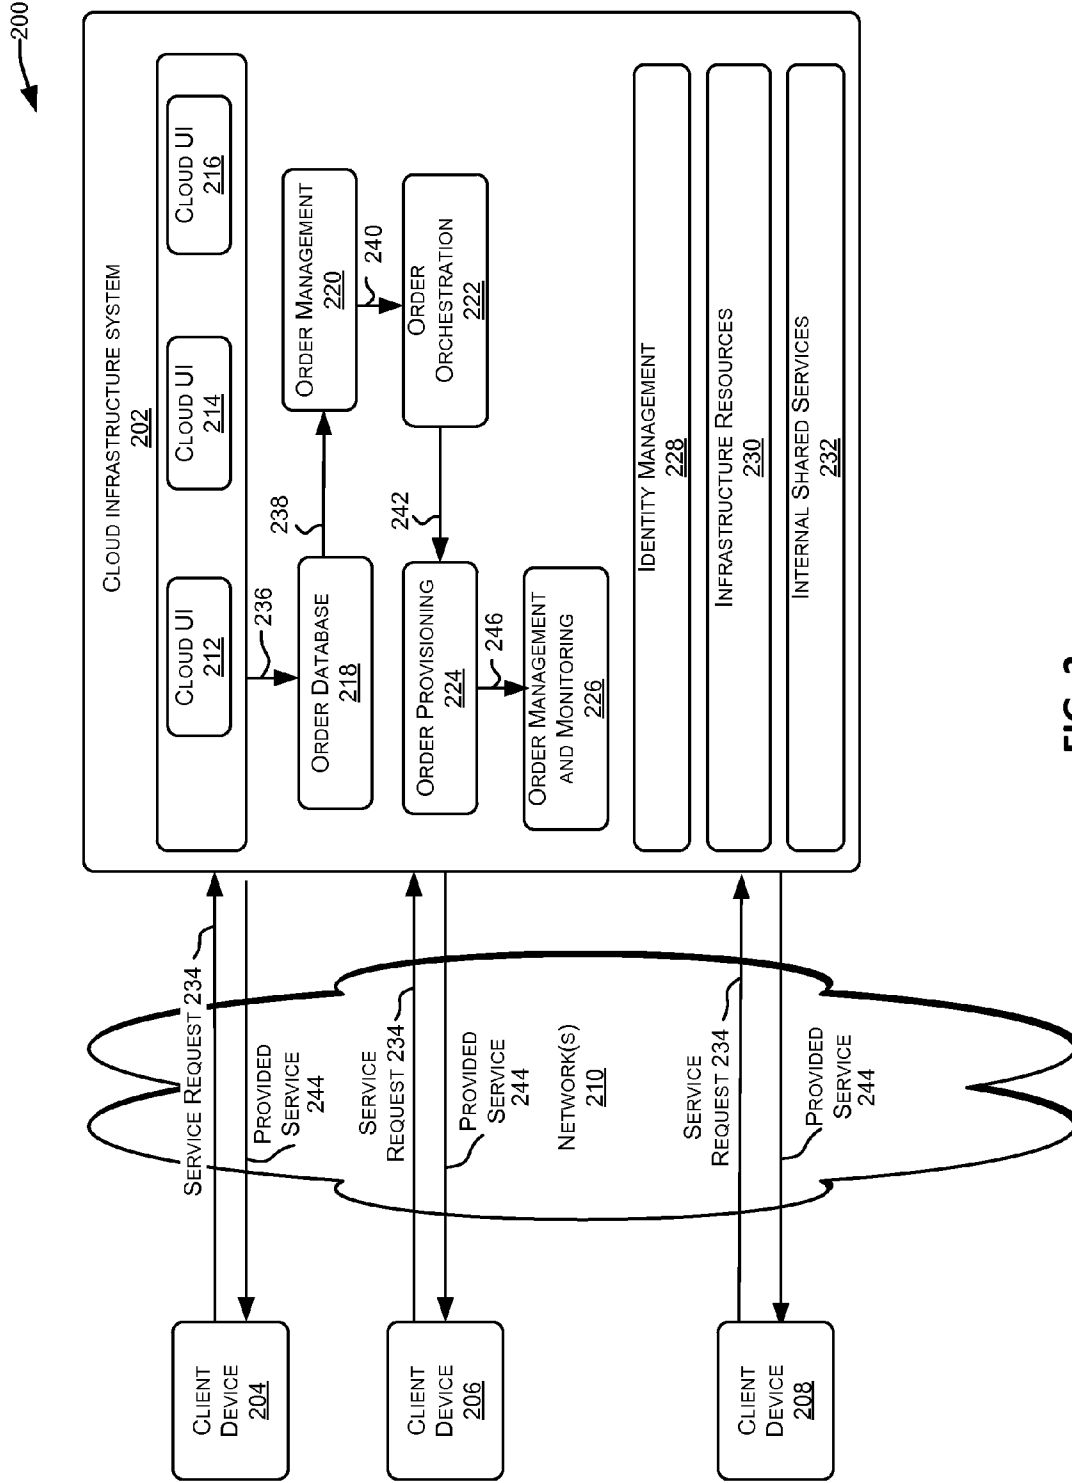 200
CLOUD INFRASTRUCTURE SYSTEM
202
CLOUD UI
212
CLOUD UI
214
CLOUD UI
216
236
ORDER DATABASE
218
238
ORDER MANAGEMENT
220
240
ORDER
ORCHESTRATION
222
242
ORDER PROVISIONING
224
246
ORDER MANAGEMENT
AND MONITORING
226
IDENTITY MANAGEMENT
228
INFRASTRUCTURE RESOURCES
230
INTERNAL SHARED SERVICES
232
SERVICE REQUEST 234
PROVIDED
SERVICE
244
SERVICE
REQUEST 234
PROVIDED
SERVICE
244
NETWORK(S)
210
SERVICE
REQUEST 234
PROVIDED
SERVICE
244
CLIENT
DEVICE
204
CLIENT
DEVICE
206
CLIENT
DEVICE
208